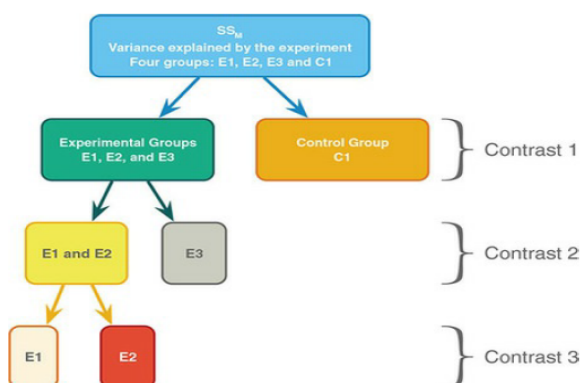 SSM
Variance explained by the experiment
Four groups: E1, E2, E3 and C1
Experimental Groups
E1, E2, and E3
Control Group
C1
Contrast 1
E1 and E2
E3
Contrast 2
E1
E2
Contrast 3